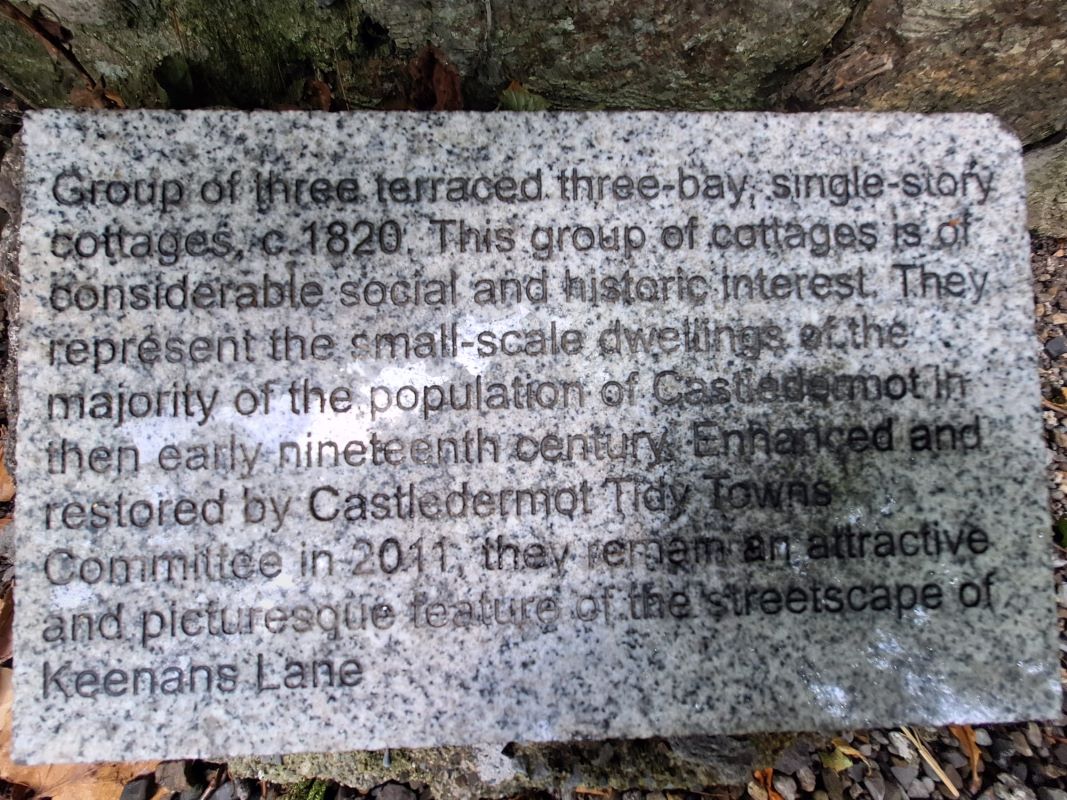 Group of three terraced three-bay, single-story
cottages, c.1820. This group of cottages is of
considerable social and historic interest. They
represent the small-scale dwellings of the
majority of the population of Castledermot in
then early nineteenth century. Enhanced and
restored by Castledermot Tidy Towns
Committee in 2011, they remain an attractive
and picturesque feature of the streetscape of
Keenans Lane